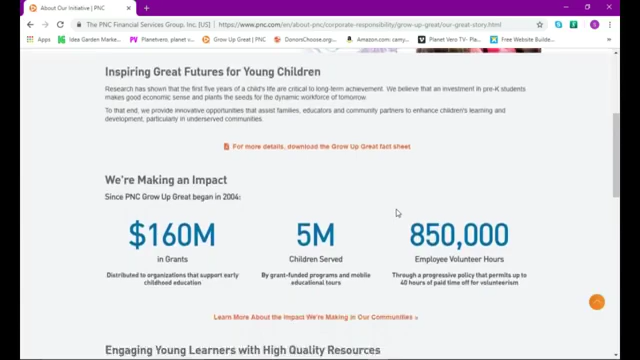 About Our Initiative | PNC
The PNC Financial Services Group, Inc. [US]
https://www.pnc.com/en/about-pnc/corporate-responsibility/grow-up-great/our-great-story.html
Apps
Idea Garden Market
Planetvero, planet v
Grow Up Great | PNC
DonorsChoose.org
Amazon.com: camy
Planet Vero TV- Pla
Free Website Builde
Inspiring Great Futures for Young Children
Research has shown that the first five years of a child's life are critical to long-term achievement. We believe that an investment in pre-K students
makes good economic sense and plants the seeds for the dynamic workforce of tomorrow.
To that end, we provide innovative opportunities that assist families, educators and community partners to enhance children's learning and
development, particularly in underserved communities.
For more details, download the Grow Up Great fact sheet
We're Making an Impact
Since PNC Grow Up Great began in 2004:
$160M
in Grants
Distributed to organizations that support early
childhood education
5M
Children Served
By grant-funded programs and mobile
educational tours
850,000
Employee Volunteer Hours
Through a progressive policy that permits up to
40 hours of paid time off for volunteerism
Learn More About the Impact We're Making in Our Communities »
Engaging Young Learners with High Quality Resources